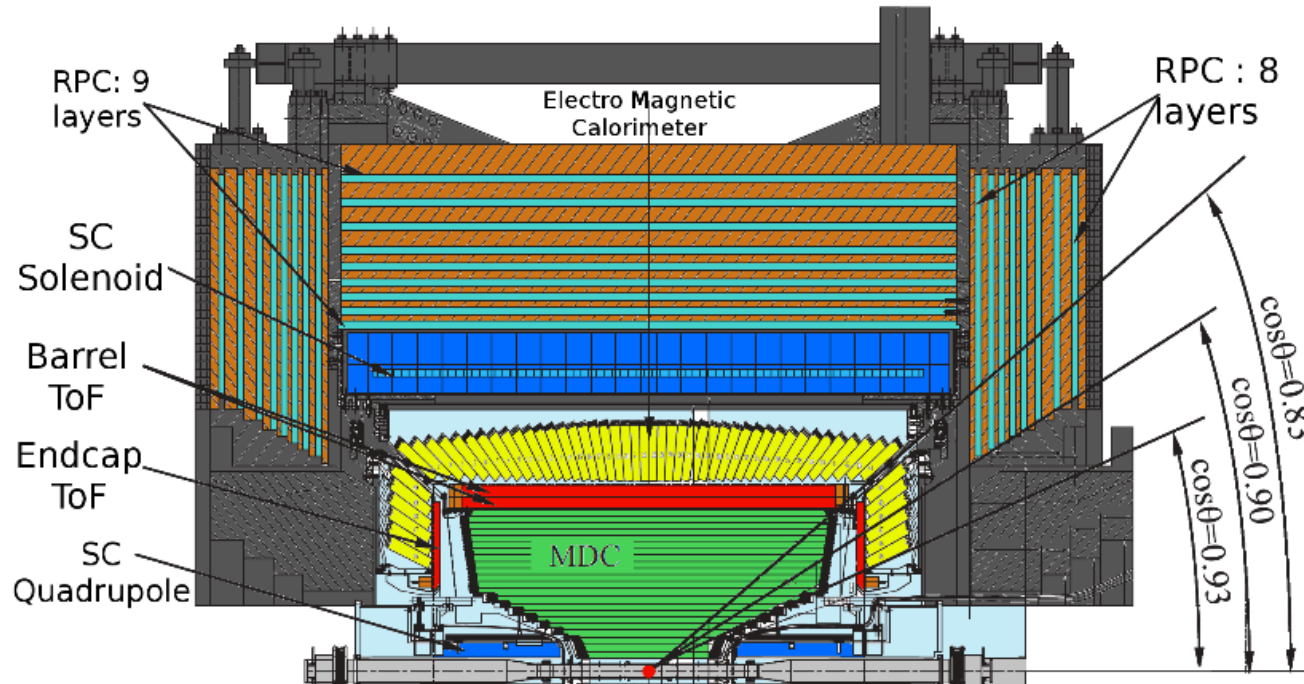 RPC: 9
layers
Electro Magnetic
Calorimeter
RPC : 8
layers
SC
Solenoid
Barrel
ToF
Endcap
ToF
SC
Quadrupole
MDC
cosθ=0.83
cosθ=0.90
cosθ=0.93